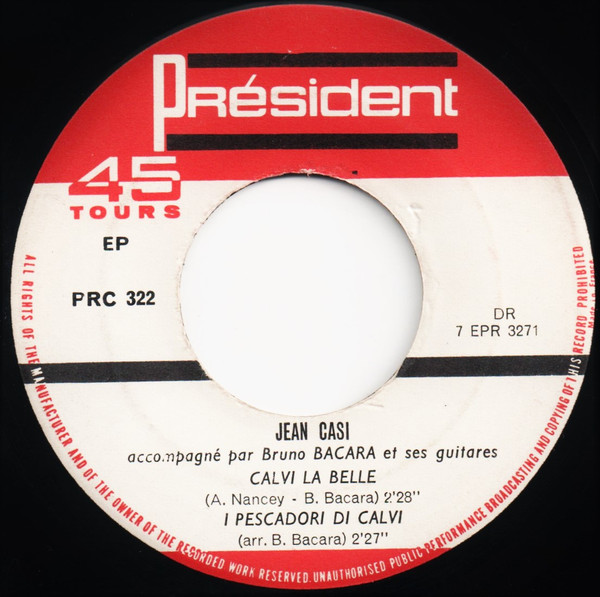 Président
45
TOURS
EP
PRC 322
DR
7 EPR 3271
JEAN CASI
accompagné par Bruno BACARA et ses guitares
CALVI LA BELLE
(A. Nancey - B. Bacara) 2'28"
I PESCADORI DI CALVI
(arr. B. Bacara) 2'27"
ALL RIGHTS OF THE MANUFACTURER AND OF THE OWNER OF THE RECORDED WORK RESERVED. UNAUTHORISED PUBLIC PERFORMANCE BROADCASTING AND COPYING OF THIS RECORD PROHIBITED
Made in France